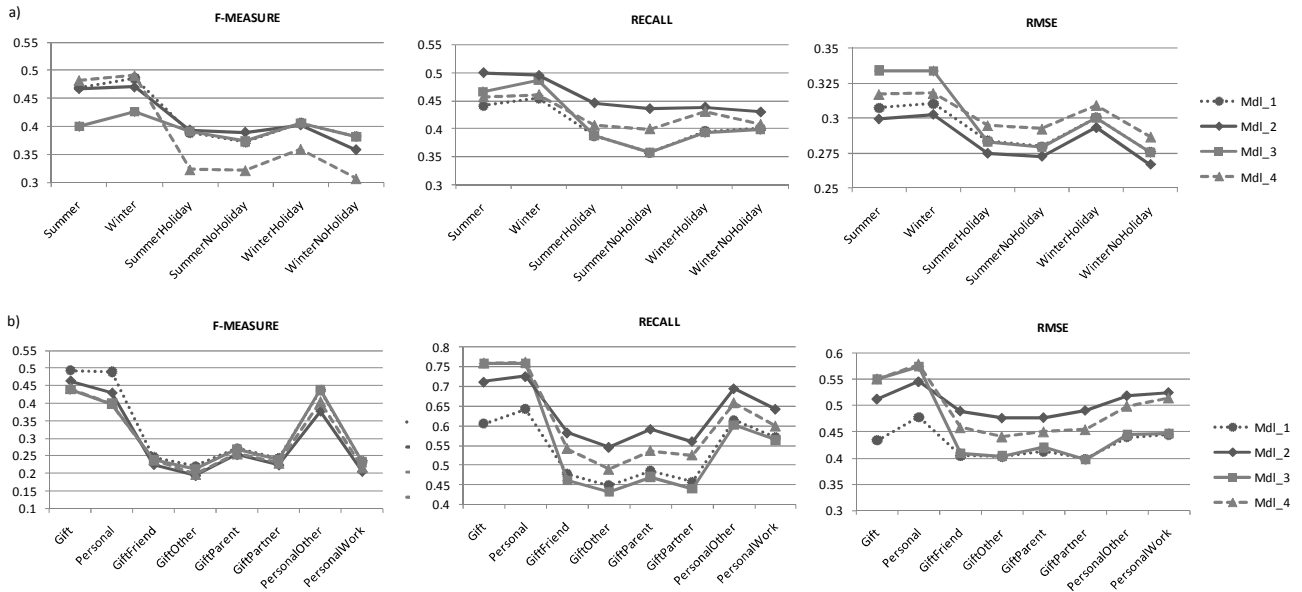 a)
F-MEASURE
0.55
0.5
0.45
0.4
0.35
0.3
Summer
Winter
SummerHoliday
SummerNoHoliday
WinterHoliday
WinterNoHoliday
RECALL
0.55
0.5
0.45
0.4
0.35
0.3
Summer
Winter
SummerHoliday
SummerNoHoliday
WinterHoliday
WinterNoHoliday
RMSE
0.35
0.325
0.3
0.275
0.25
Summer
Winter
SummerHoliday
SummerNoHoliday
WinterHoliday
WinterNoHoliday
Mdl_1
Mdl_2
Mdl_3
Mdl_4
b)
F-MEASURE
0.55
0.5
0.45
0.4
0.35
0.3
0.25
0.2
0.15
0.1
Gift
Personal
GiftFriend
GiftOther
GiftParent
GiftPartner
PersonalOther
PersonalWork
RECALL
0.8
0.75
0.7
0.65
0.6
0.55
0.5
0.45
0.4
Gift
Personal
GiftFriend
GiftOther
GiftParent
GiftPartner
PersonalOther
PersonalWork
RMSE
0.6
0.55
0.5
0.45
0.4
0.35
0.3
Gift
Personal
GiftFriend
GiftOther
GiftParent
GiftPartner
PersonalOther
PersonalWork
Mdl_1
Mdl_2
Mdl_3
Mdl_4